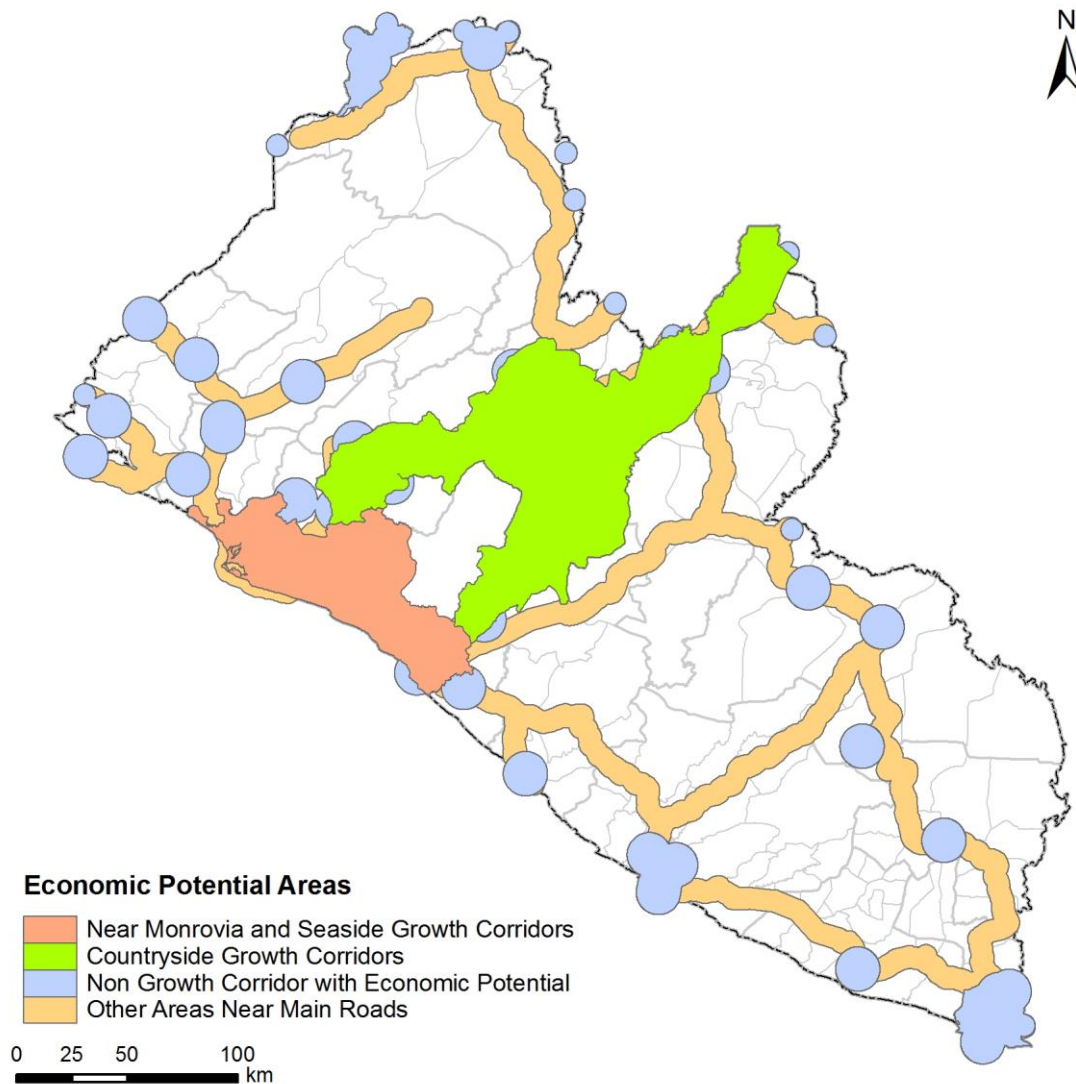 N
Economic Potential Areas
Near Monrovia and Seaside Growth Corridors
Countryside Growth Corridors
Non Growth Corridor with Economic Potential
Other Areas Near Main Roads
0 25 50 100
km